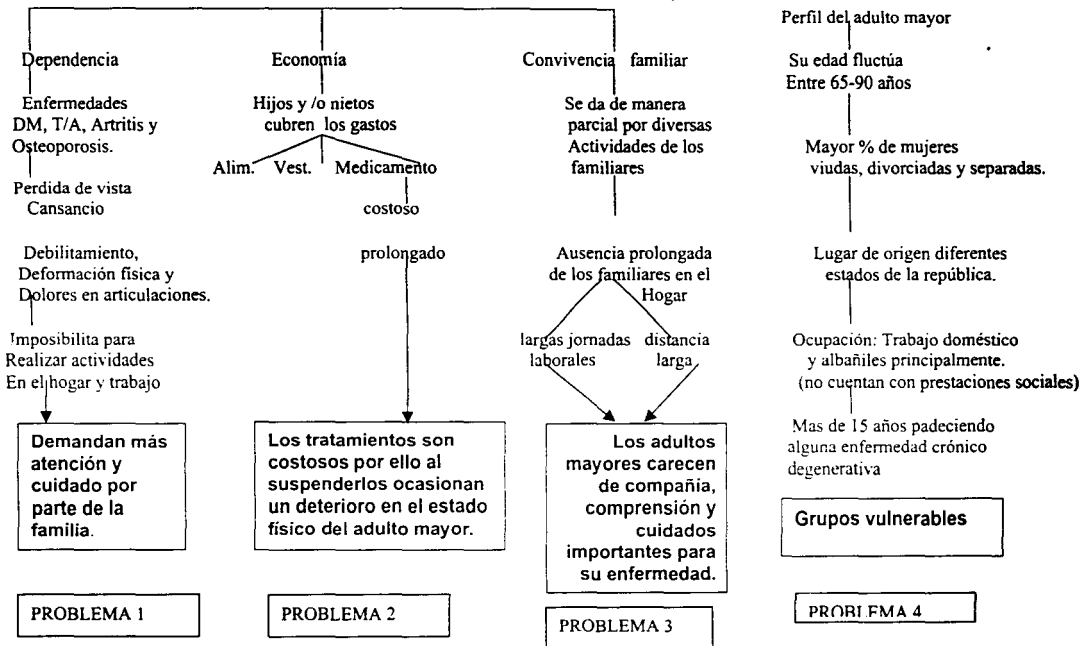 Dependencia
Enfermedades
DM, T/A, Artritis y
Osteoporosis.
Perdida de vista
Cansancio
Debilitamiento,
Deformación física y
Dolores en articulaciones.
Imposibilita para
Realizar actividades
En el hogar y trabajo
Demandan más
atención y
cuidado por
parte de la
familia.
PROBLEMA 1
Economía
Hijos y /o nietos
cubren los gastos
Alim. Vest. Medicamento
costoso
prolongado
Los tratamientos son
costosos por ello al
suspenderlos ocasionan
un deterioro en el estado
físico del adulto mayor.
PROBLEMA 2
Convivencia familiar
Se da de manera
parcial por diversas
Actividades de los
familiares
Ausencia prolongada
de los familiares en el
Hogar
largas jornadas
laborales
distancia
larga
Los adultos
mayores carecen
de compañía,
comprensión y
cuidados
importantes para
su enfermedad.
PROBLEMA 3
Perfil del adulto mayor
Su edad fluctúa
Entre 65-90 años
Mayor % de mujeres
viudas, divorciadas y separadas.
Lugar de origen diferentes
estados de la república.
Ocupación: Trabajo doméstico
y albañiles principalmente.
(no cuentan con prestaciones sociales)
Mas de 15 años padeciendo
alguna enfermedad crónico
degenerativa
Grupos vulnerables
PROBLEMA 4